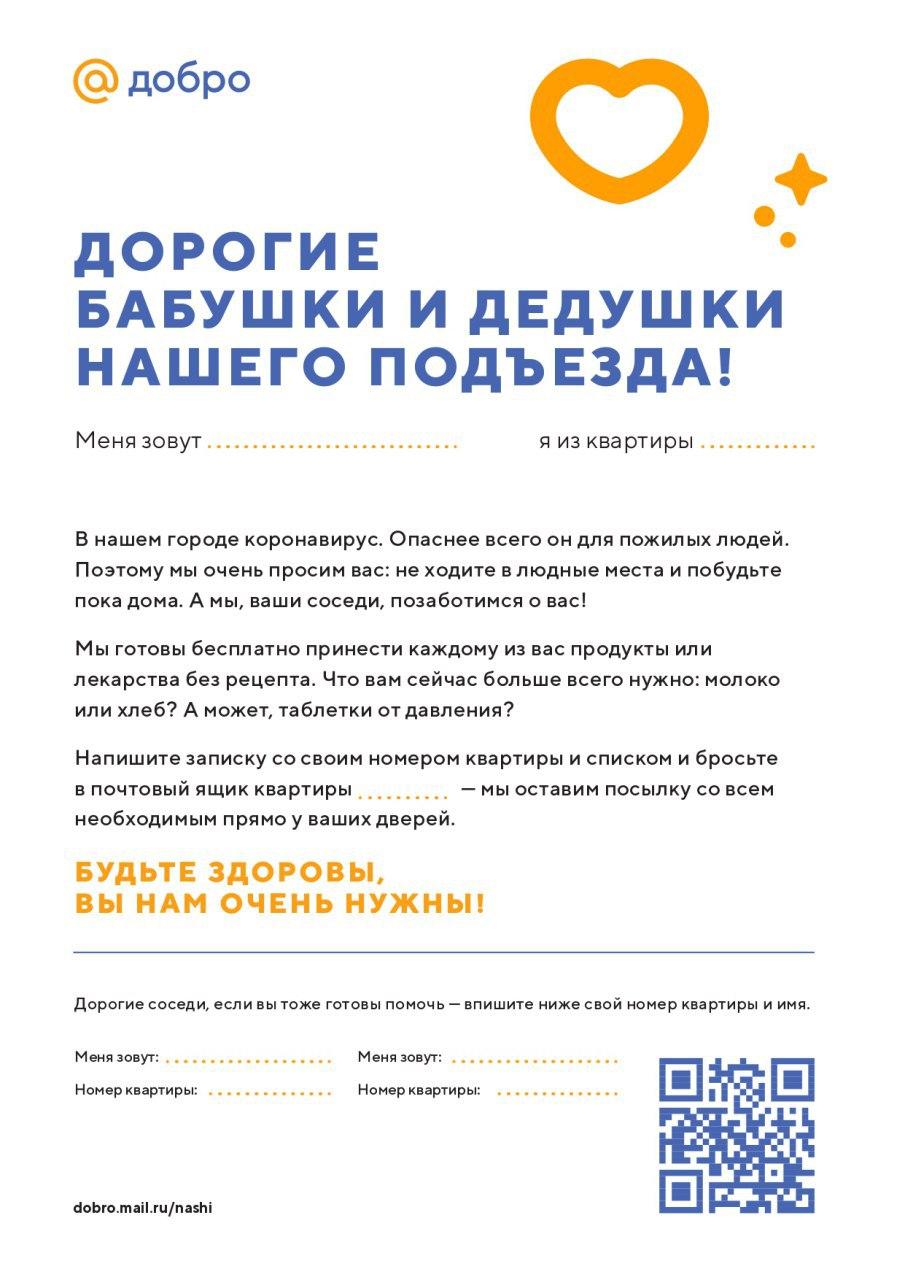 @ добро
ДОРОГИЕ
БАБУШКИ И ДЕДУШКИ
НАШЕГО ПОДЪЕЗДА!
Меня зовут ............................ я из квартиры .............
В нашем городе коронавирус. Опаснее всего он для пожилых людей.
Поэтому мы очень просим вас: не ходите в людные места и побудьте
пока дома. А мы, ваши соседи, позаботимся о вас!
Мы готовы бесплатно принести каждому из вас продукты или
лекарства без рецепта. Что вам сейчас больше всего нужно: молоко
или хлеб? А может, таблетки от давления?
Напишите записку со своим номером квартиры и списком и бросьте
в почтовый ящик квартиры .......... — мы оставим посылку со всем
необходимым прямо у ваших дверей.
БУДЬТЕ ЗДОРОВЫ,
ВЫ НАМ ОЧЕНЬ НУЖНЫ!
Дорогие соседи, если вы тоже готовы помочь — впишите ниже свой номер квартиры и имя.
Меня зовут: ................... Меня зовут: ...................
Номер квартиры: .............. Номер квартиры: ..............
dobro.mail.ru/nashi